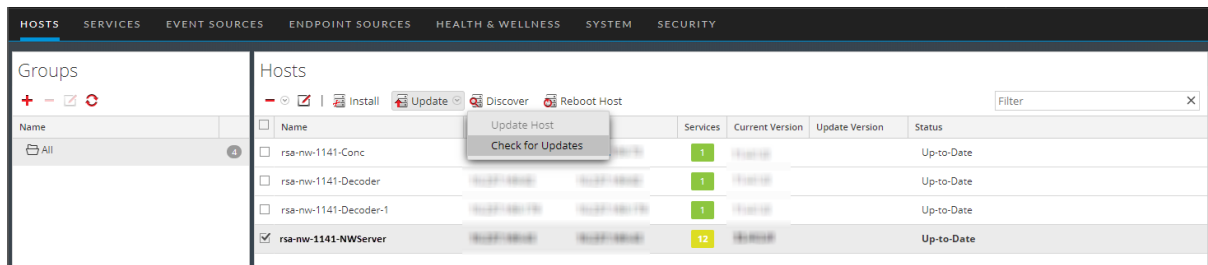 HOSTS SERVICES EVENT SOURCES ENDPOINT SOURCES HEALTH & WELLNESS SYSTEM SECURITY
Groups
Name
All 4
Hosts
Install Update Discover Reboot Host Filter X
Name Services Current Version Update Version Status
Update Host
Check for Updates
rsa-nw-1141-Conc 1 Up-to-Date
rsa-nw-1141-Decoder 1 Up-to-Date
rsa-nw-1141-Decoder-1 1 Up-to-Date
rsa-nw-1141-NWServer 12 Up-to-Date